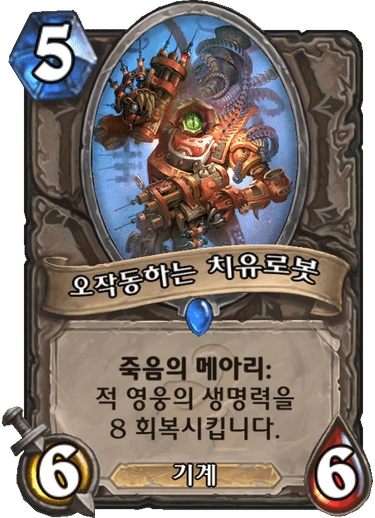 5
오작동하는 치유로봇
죽음의 메아리:
적 영웅의 생명력을
8 회복시킵니다.
6
기계
6